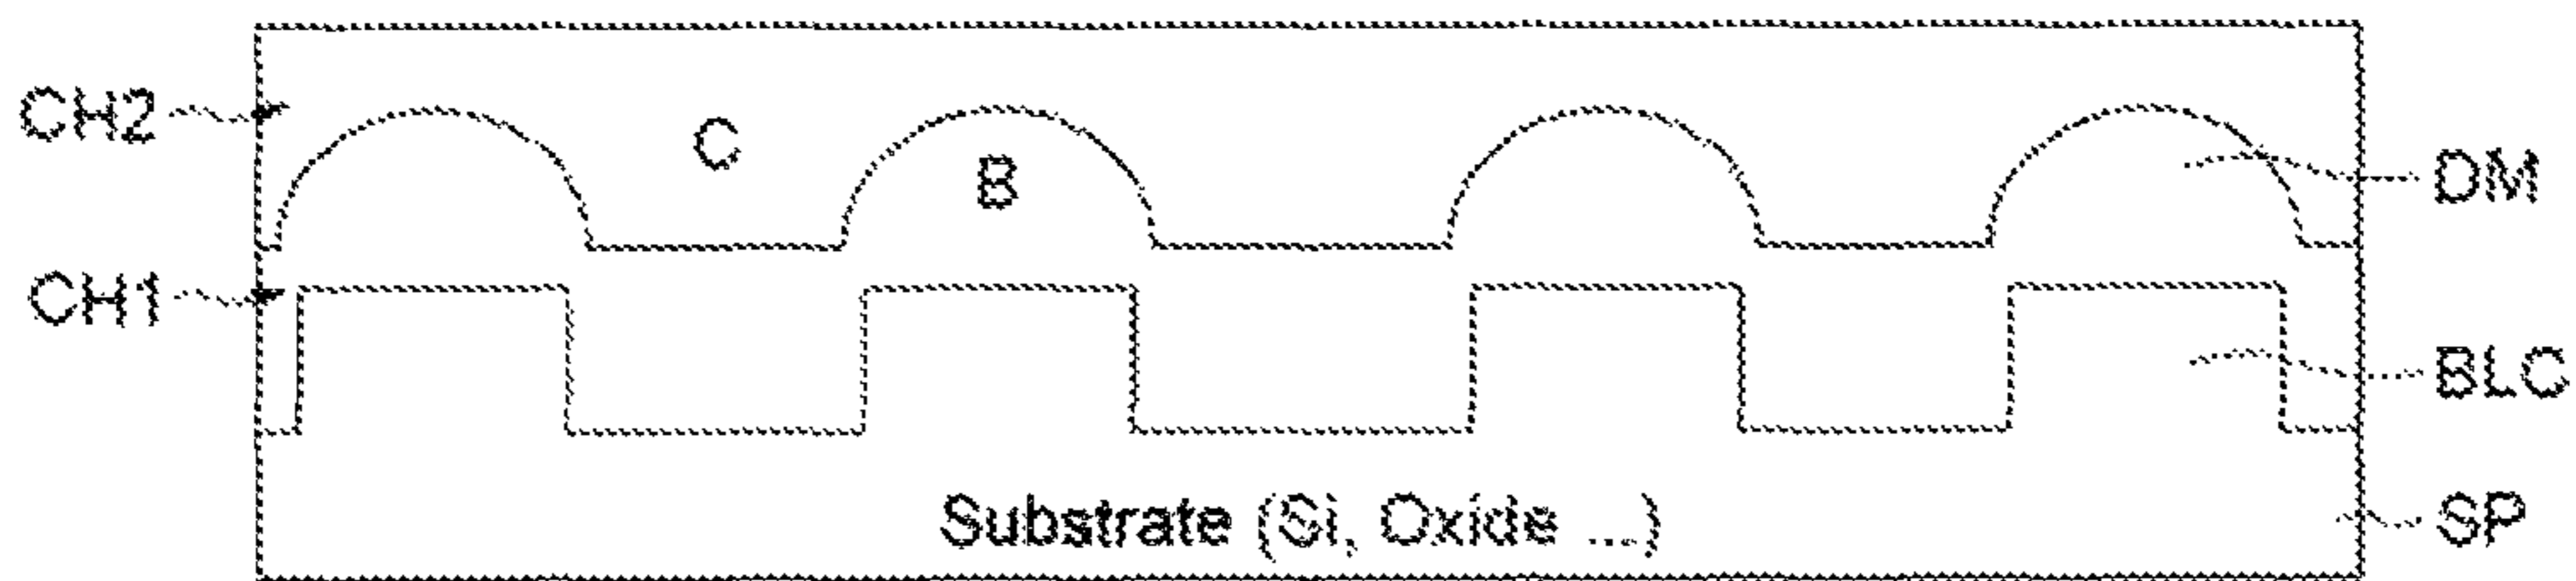 CH2
C
B
DM
CH1
BLC
Substrate (Si, Oxide ...)
SP